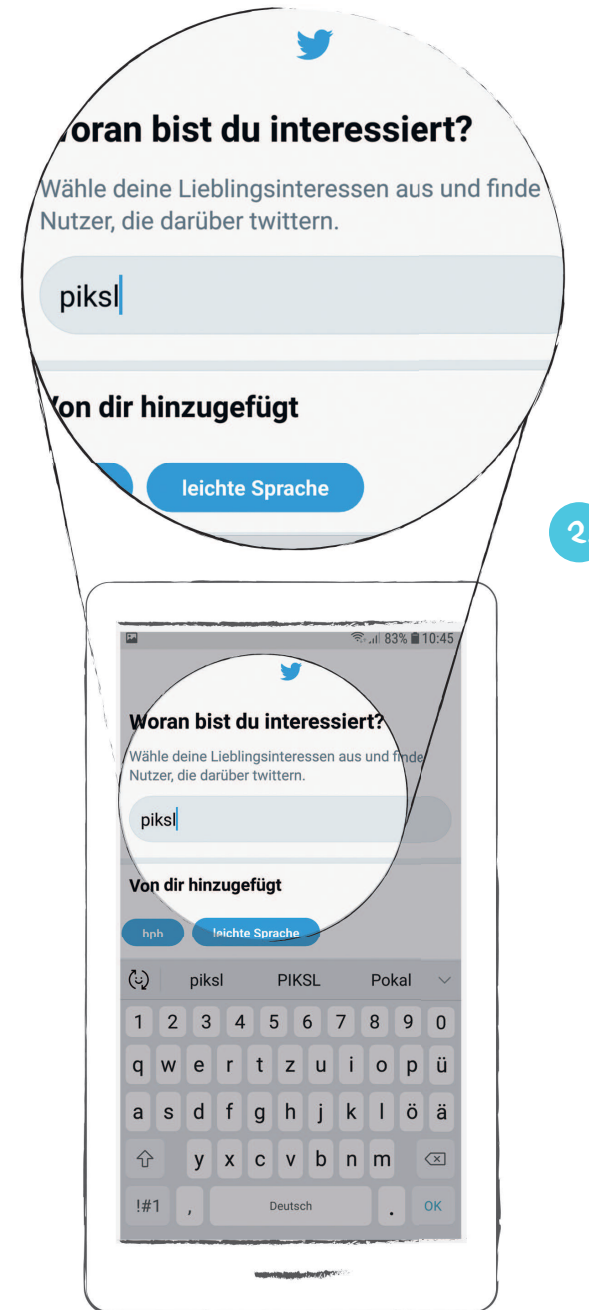 oran bist du interessiert?
Wähle deine Lieblingsinteressen aus und finde
Nutzer, die darüber twittern.
piksl
Von dir hinzugefügt
leichte Sprache
2.
83% 10:45
Woran bist du interessiert?
Wähle deine Lieblingsinteressen aus und finde
Nutzer, die darüber twittern.
piksl
Von dir hinzugefügt
leichte Sprache
piksl PIKSL Pokal
1 2 3 4 5 6 7 8 9 0
q w e r t z u i o p ü
a s d f g h j k l ö ä
y x c v b n m
!#1 , Deutsch . OK